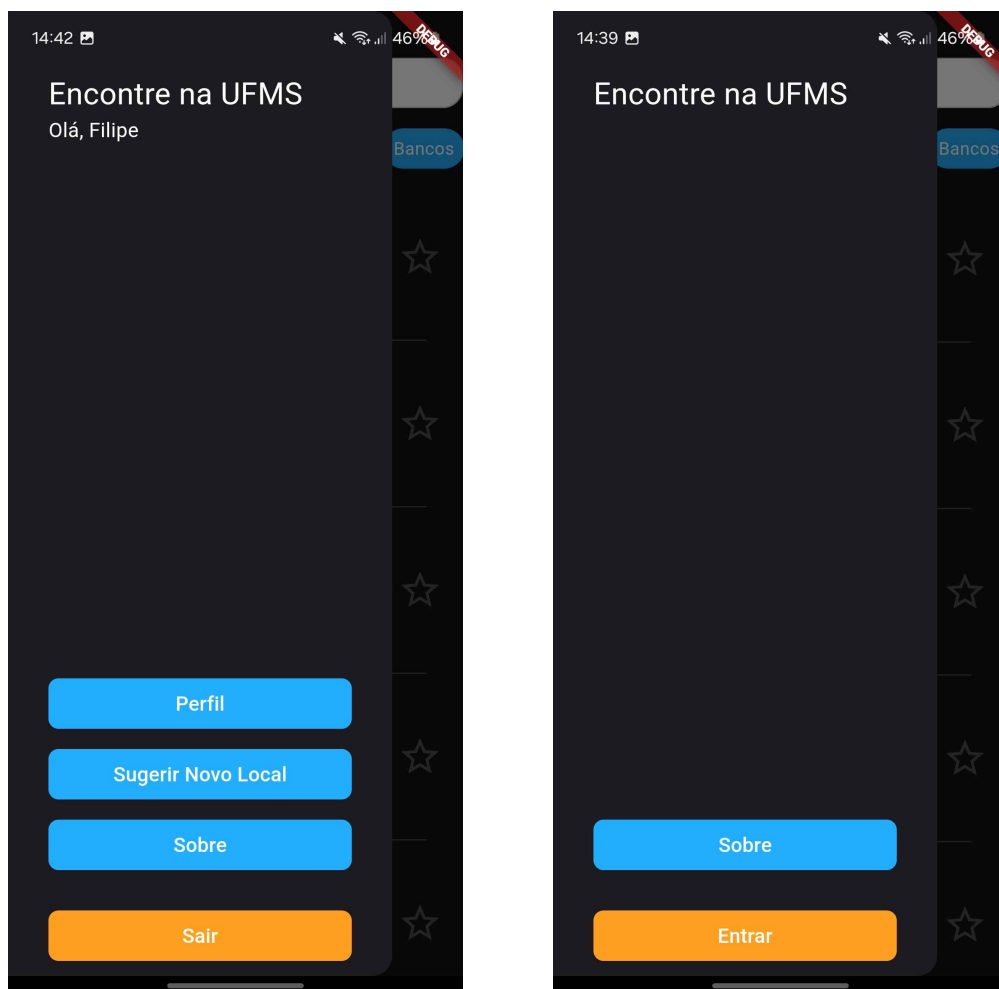 14:42
46%
DEBUG
Encontre na UFMS
Olá, Filipe
Bancos
Perfil
Sugerir Novo Local
Sobre
Sair
14:39
46%
DEBUG
Encontre na UFMS
Bancos
Sobre
Entrar